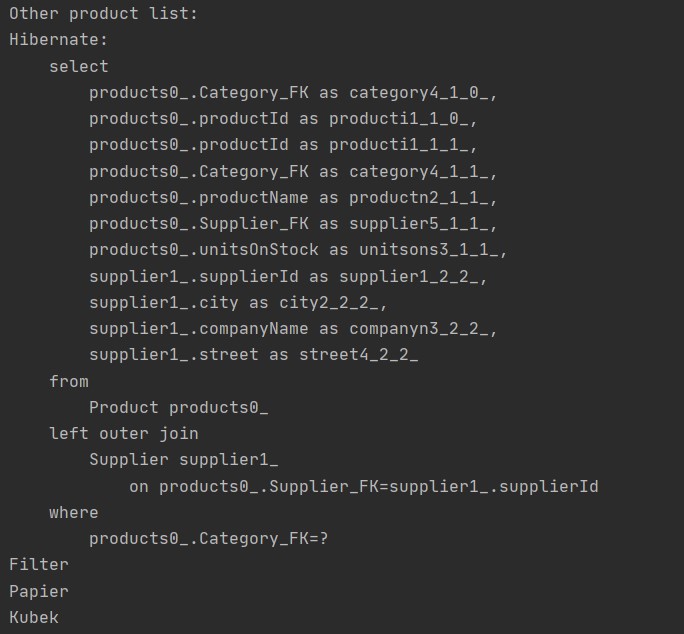 Other product list:
Hibernate:
    select
        products0_.Category_FK as category4_1_0_,
        products0_.productId as producti1_1_0_,
        products0_.productId as producti1_1_1_,
        products0_.Category_FK as category4_1_1_,
        products0_.productName as productn2_1_1_,
        products0_.Supplier_FK as supplier5_1_1_,
        products0_.unitsOnStock as unitsons3_1_1_,
        supplier1_.supplierId as supplier1_2_2_,
        supplier1_.city as city2_2_2_,
        supplier1_.companyName as companyn3_2_2_,
        supplier1_.street as street4_2_2_
    from
        Product products0_
    left outer join
        Supplier supplier1_
            on products0_.Supplier_FK=supplier1_.supplierId
    where
        products0_.Category_FK=?
Filter
Papier
Kubek